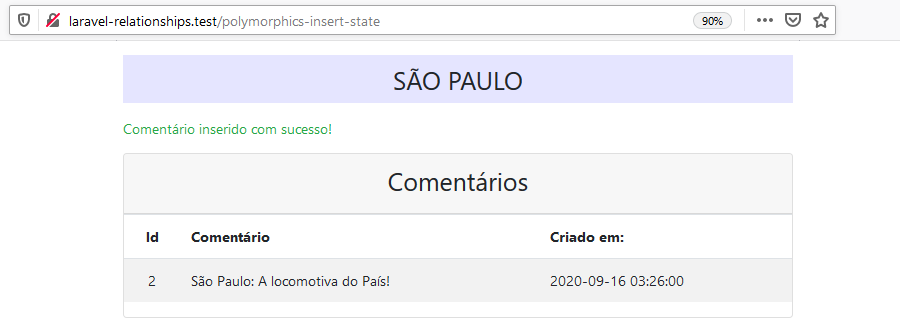 laravel-relationships.test/polymorphics-insert-state 90%
SÃO PAULO
Comentário inserido com sucesso!
Comentários
Id Comentário Criado em:
2 São Paulo: A locomotiva do País! 2020-09-16 03:26:00